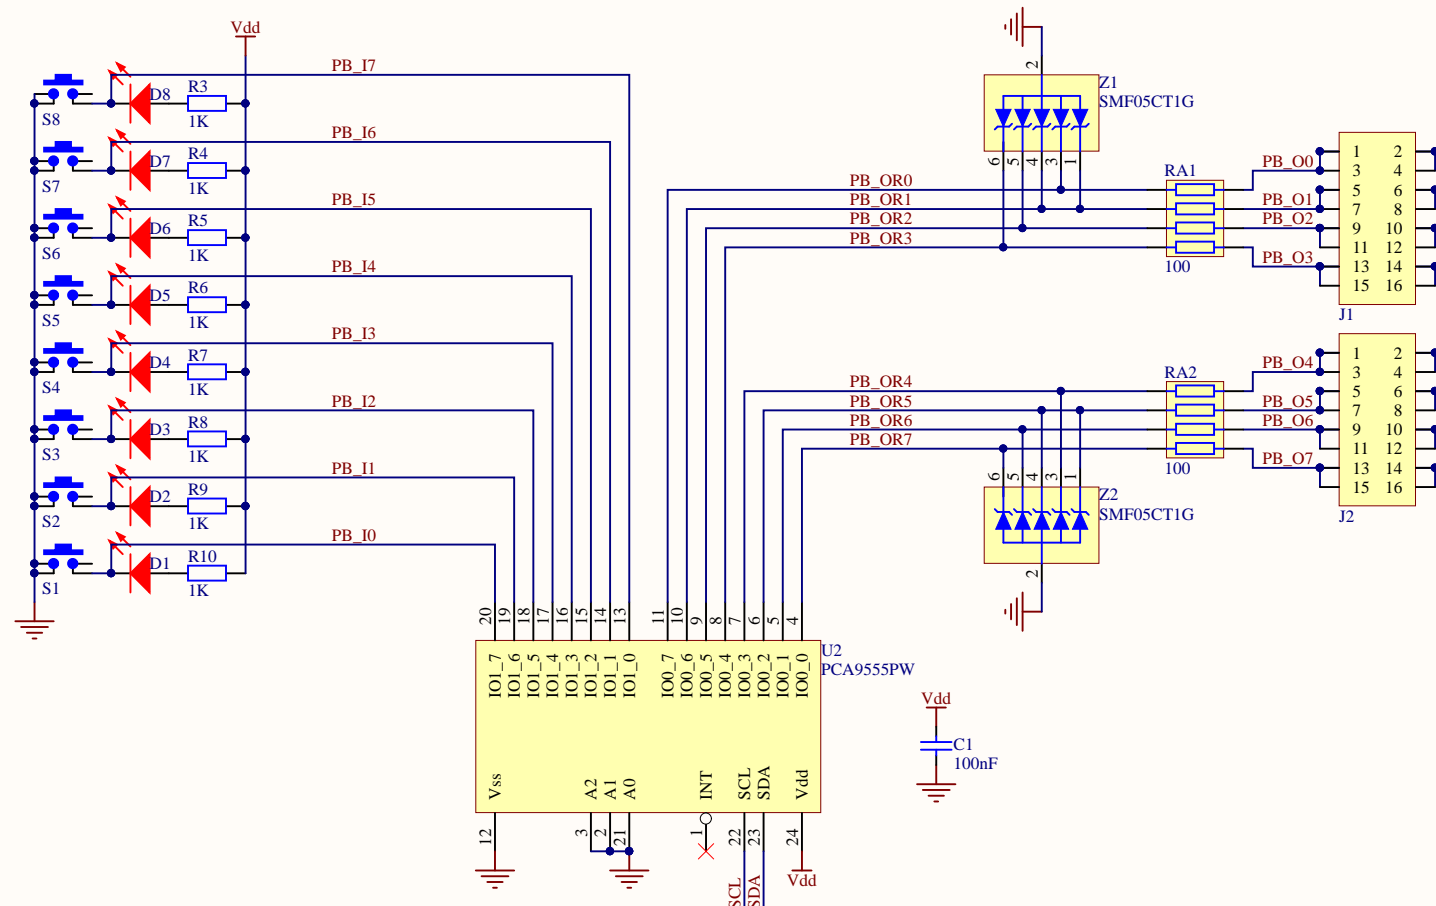 Vdd
PB_I7
D8
R3
1K
S8
PB_I6
D7
R4
1K
S7
PB_I5
D6
R5
1K
S6
PB_I4
D5
R6
1K
S5
PB_I3
D4
R7
1K
S4
PB_I2
D3
R8
1K
S3
PB_I1
D2
R9
1K
S2
PB_I0
D1
R10
1K
S1
2
Z1
SMF05CT1G
6 5 4 3 1
PB_OR0
PB_OR1
PB_OR2
PB_OR3
RA1
100
PB_O0
PB_O1
PB_O2
PB_O3
1 2
3 4
5 6
7 8
9 10
11 12
13 14
15 16
J1
PB_OR4
PB_OR5
PB_OR6
PB_OR7
RA2
100
PB_O4
PB_O5
PB_O6
PB_O7
1 2
3 4
5 6
7 8
9 10
11 12
13 14
15 16
J2
6 5 4 3 1
Z2
SMF05CT1G
2
20 19 18 17 16 15 14 13 11 10 9 8 7 6 5 4
U2
PCA9555PW
IO1_7 IO1_6 IO1_5 IO1_4 IO1_3 IO1_2 IO1_1 IO1_0 IO0_7 IO0_6 IO0_5 IO0_4 IO0_3 IO0_2 IO0_1 IO0_0
Vss A2 A1 A0 INT SCL SDA Vdd
12 3 2 21 1 22 23 24
Vdd
SCL
SDA
Vdd
C1
100nF